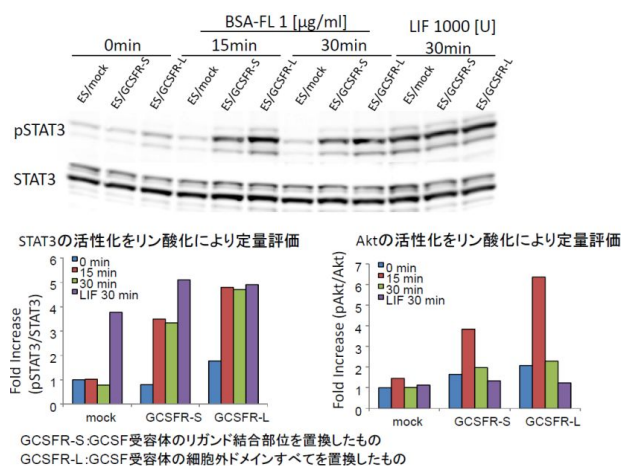 BSA-FL 1 [μg/ml]
LIF 1000 [U]
0min
15min
30min
30min
ES/mock
ES/GCSFR-S
ES/GCSFR-L
ES/mock
ES/GCSFR-S
ES/GCSFR-L
ES/mock
ES/GCSFR-S
ES/GCSFR-L
ES/mock
ES/GCSFR-S
ES/GCSFR-L
pSTAT3
STAT3
STAT3の活性化をリン酸化により定量評価
Fold Increase
(pSTAT3/STAT3)
6
5
4
3
2
1
0
0 min
15 min
30 min
LIF 30 min
mock
GCSFR-S
GCSFR-L
Aktの活性化をリン酸化により定量評価
Fold Increase (pAkt/Akt)
7
6
5
4
3
2
1
0
0 min
15 min
30 min
LIF 30 min
mock
GCSFR-S
GCSFR-L
GCSFR-S:GCSF受容体のリガンド結合部位を置換したもの
GCSFR-L:GCSF受容体の細胞外ドメインすべてを置換したもの